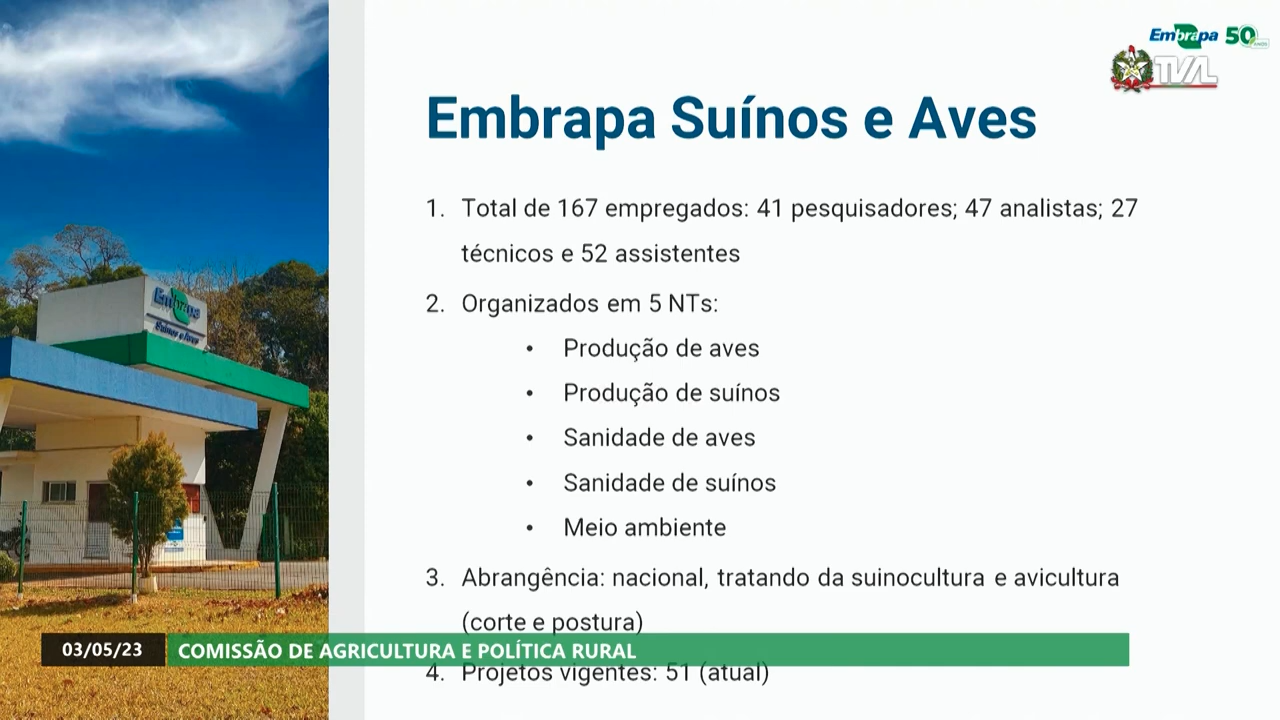 Embrapa 50
TVAL
Embrapa Suínos e Aves
1. Total de 167 empregados: 41 pesquisadores; 47 analistas; 27
técnicos e 52 assistentes
2. Organizados em 5 NTs:
• Produção de aves
• Produção de suínos
• Sanidade de aves
• Sanidade de suínos
• Meio ambiente
3. Abrangência: nacional, tratando da suinocultura e avicultura
(corte e postura)
4. Projetos vigentes: 51 (atual)
Embrapa
Suínos e Aves
03/05/23 COMISSÃO DE AGRICULTURA E POLÍTICA RURAL